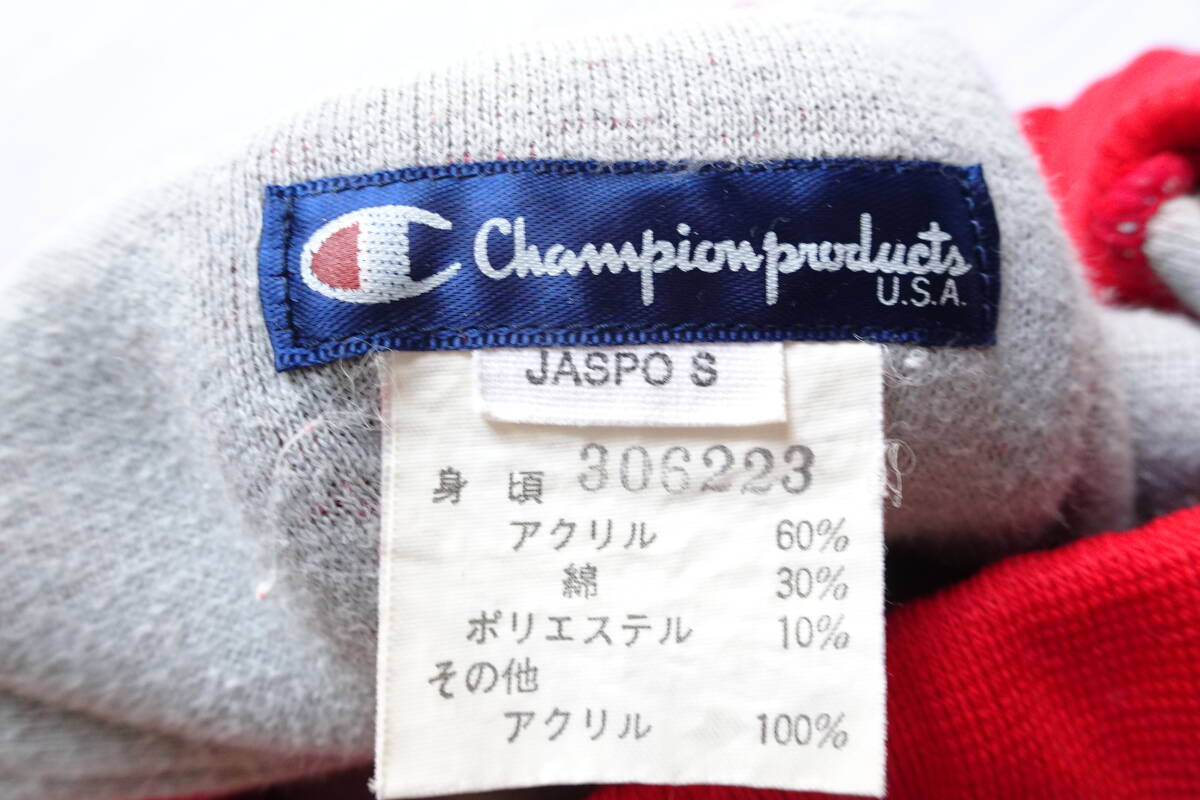 Champion products
U.S.A.
JASPO S
身頃 306223
アクリル 60%
綿 30%
ポリエステル 10%
その他
アクリル 100%